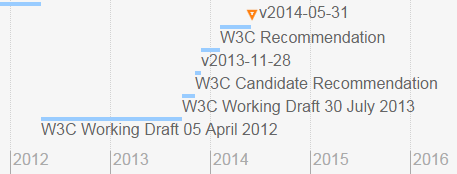 v2014-05-31
W3C Recommendation
v2013-11-28
W3C Candidate Recommendation
W3C Working Draft 30 July 2013
W3C Working Draft 05 April 2012
2012 2013 2014 2015 2016